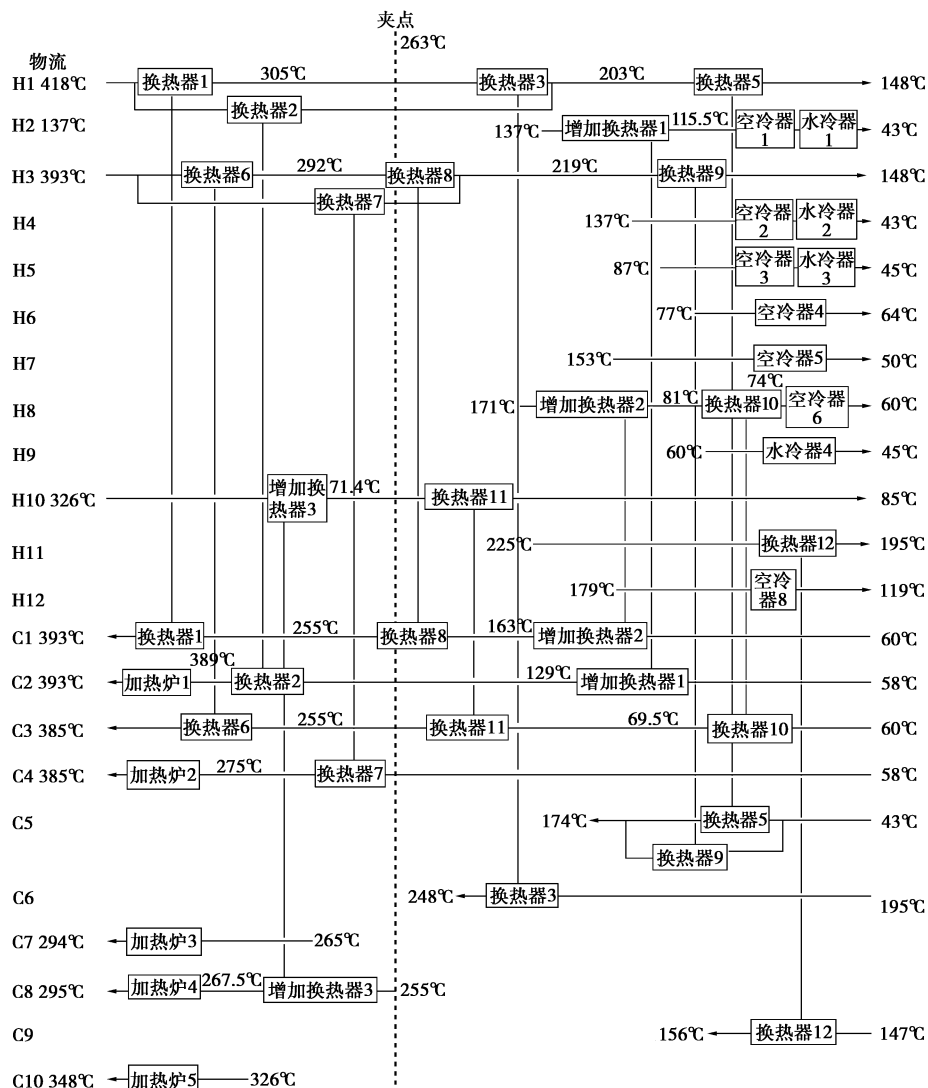 夹点
263℃
物流
H1 418℃ 换热器1 305℃ 换热器3 203℃ 换热器5 148℃
换热器2
H2 137℃ 137℃ 增加换热器1 115.5℃ 空冷器1 水冷器1 43℃
H3 393℃ 换热器6 292℃ 换热器8 219℃ 换热器9 148℃
换热器7
H4 137℃ 空冷器2 水冷器2 43℃
H5 87℃ 空冷器3 水冷器3 45℃
H6 77℃ 空冷器4 64℃
H7 153℃ 空冷器5 50℃
H8 171℃ 增加换热器2 81℃ 换热器10 74℃ 空冷器6 60℃
H9 60℃ 水冷器4 45℃
H10 326℃ 增加换热器3 71.4℃ 换热器11 85℃
H11 225℃ 换热器12 195℃
H12 179℃ 空冷器8 119℃
C1 393℃ 换热器1 255℃ 换热器8 163℃ 增加换热器2 60℃
C2 393℃ 加热炉1 389℃ 换热器2 129℃ 增加换热器1 58℃
C3 385℃ 换热器6 255℃ 换热器11 69.5℃ 换热器10 60℃
C4 385℃ 加热炉2 275℃ 换热器7 58℃
C5 174℃ 换热器5 43℃
换热器9
C6 248℃ 换热器3 195℃
C7 294℃ 加热炉3 265℃
C8 295℃ 加热炉4 267.5℃ 增加换热器3 255℃
C9 156℃ 换热器12 147℃
C10 348℃ 加热炉5 326℃